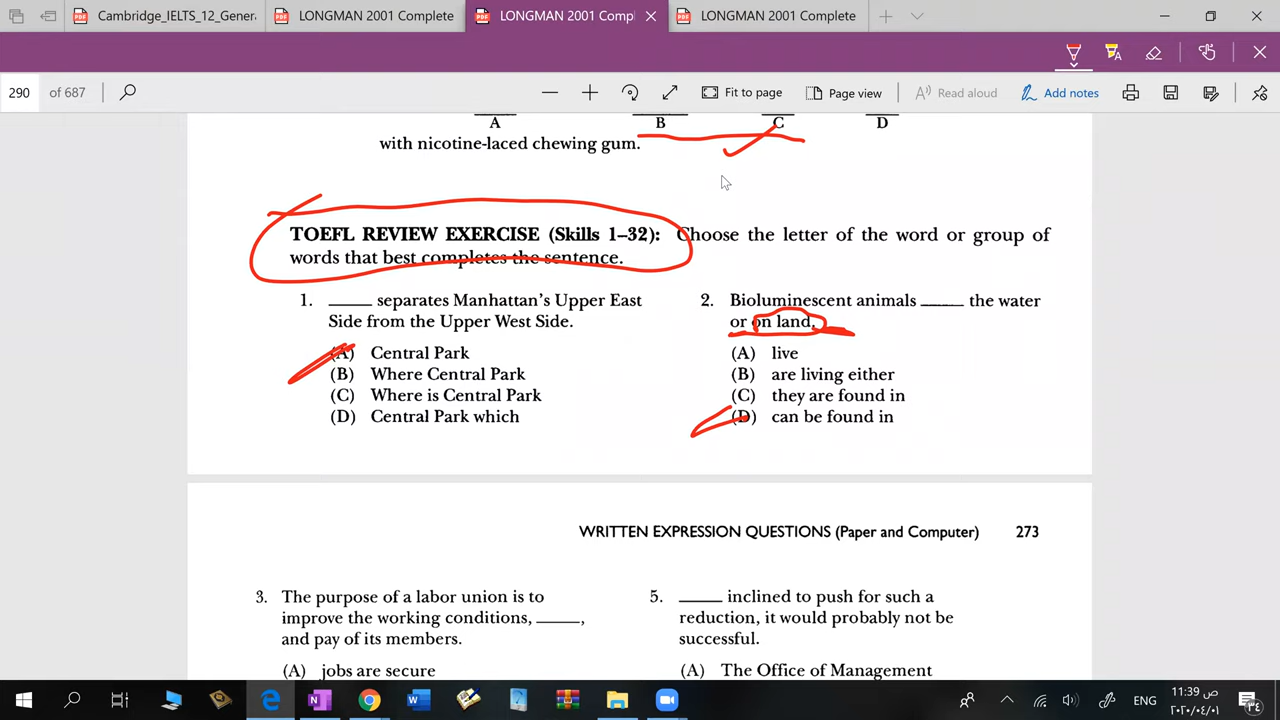 Cambridge_IELTS_12_Genera
LONGMAN 2001 Complete
LONGMAN 2001 Compl
LONGMAN 2001 Complete
290 of 687
Fit to page
Page view
Read aloud
Add notes
A B C D
with nicotine-laced chewing gum.
TOEFL REVIEW EXERCISE (Skills 1–32): Choose the letter of the word or group of
words that best completes the sentence.
1. _____ separates Manhattan's Upper East
Side from the Upper West Side.
(A) Central Park
(B) Where Central Park
(C) Where is Central Park
(D) Central Park which
2. Bioluminescent animals _____ the water
or on land.
(A) live
(B) are living either
(C) they are found in
(D) can be found in
WRITTEN EXPRESSION QUESTIONS (Paper and Computer) 273
3. The purpose of a labor union is to
improve the working conditions, _____,
and pay of its members.
(A) jobs are secure
5. _____ inclined to push for such a
reduction, it would probably not be
successful.
(A) The Office of Management
ENG
11:39 ص